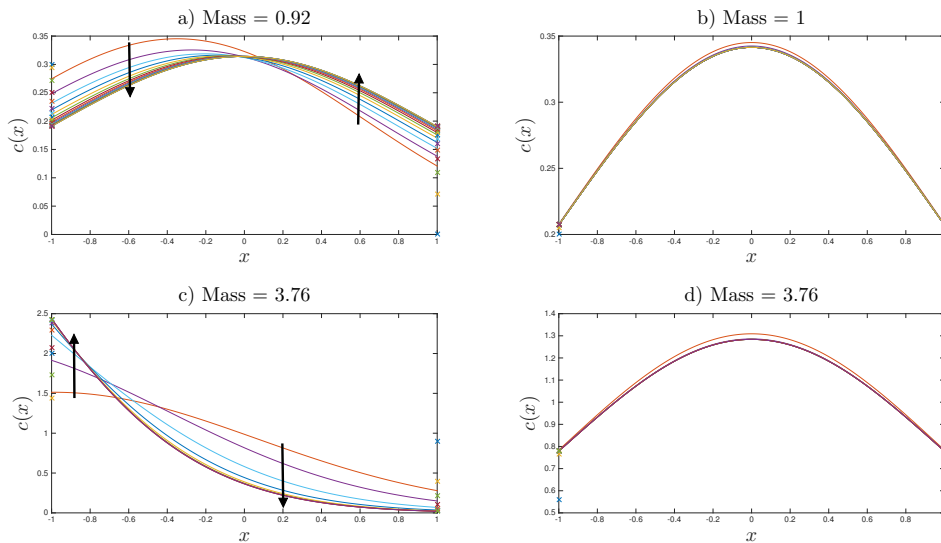 a) Mass = 0.92
c(x)
0.35
0.3
0.25
0.2
0.15
0.1
0.05
0
-1 -0.8 -0.6 -0.4 -0.2 0 0.2 0.4 0.6 0.8 1
x
b) Mass = 1
c(x)
0.35
0.3
0.25
0.2
-1 -0.8 -0.6 -0.4 -0.2 0 0.2 0.4 0.6 0.8
x
c) Mass = 3.76
c(x)
2.5
2
1.5
1
0.5
0
-1 -0.8 -0.6 -0.4 -0.2 0 0.2 0.4 0.6 0.8 1
x
d) Mass = 3.76
c(x)
1.4
1.3
1.2
1.1
1
0.9
0.8
0.7
0.6
0.5
-1 -0.8 -0.6 -0.4 -0.2 0 0.2 0.4 0.6 0.8
x